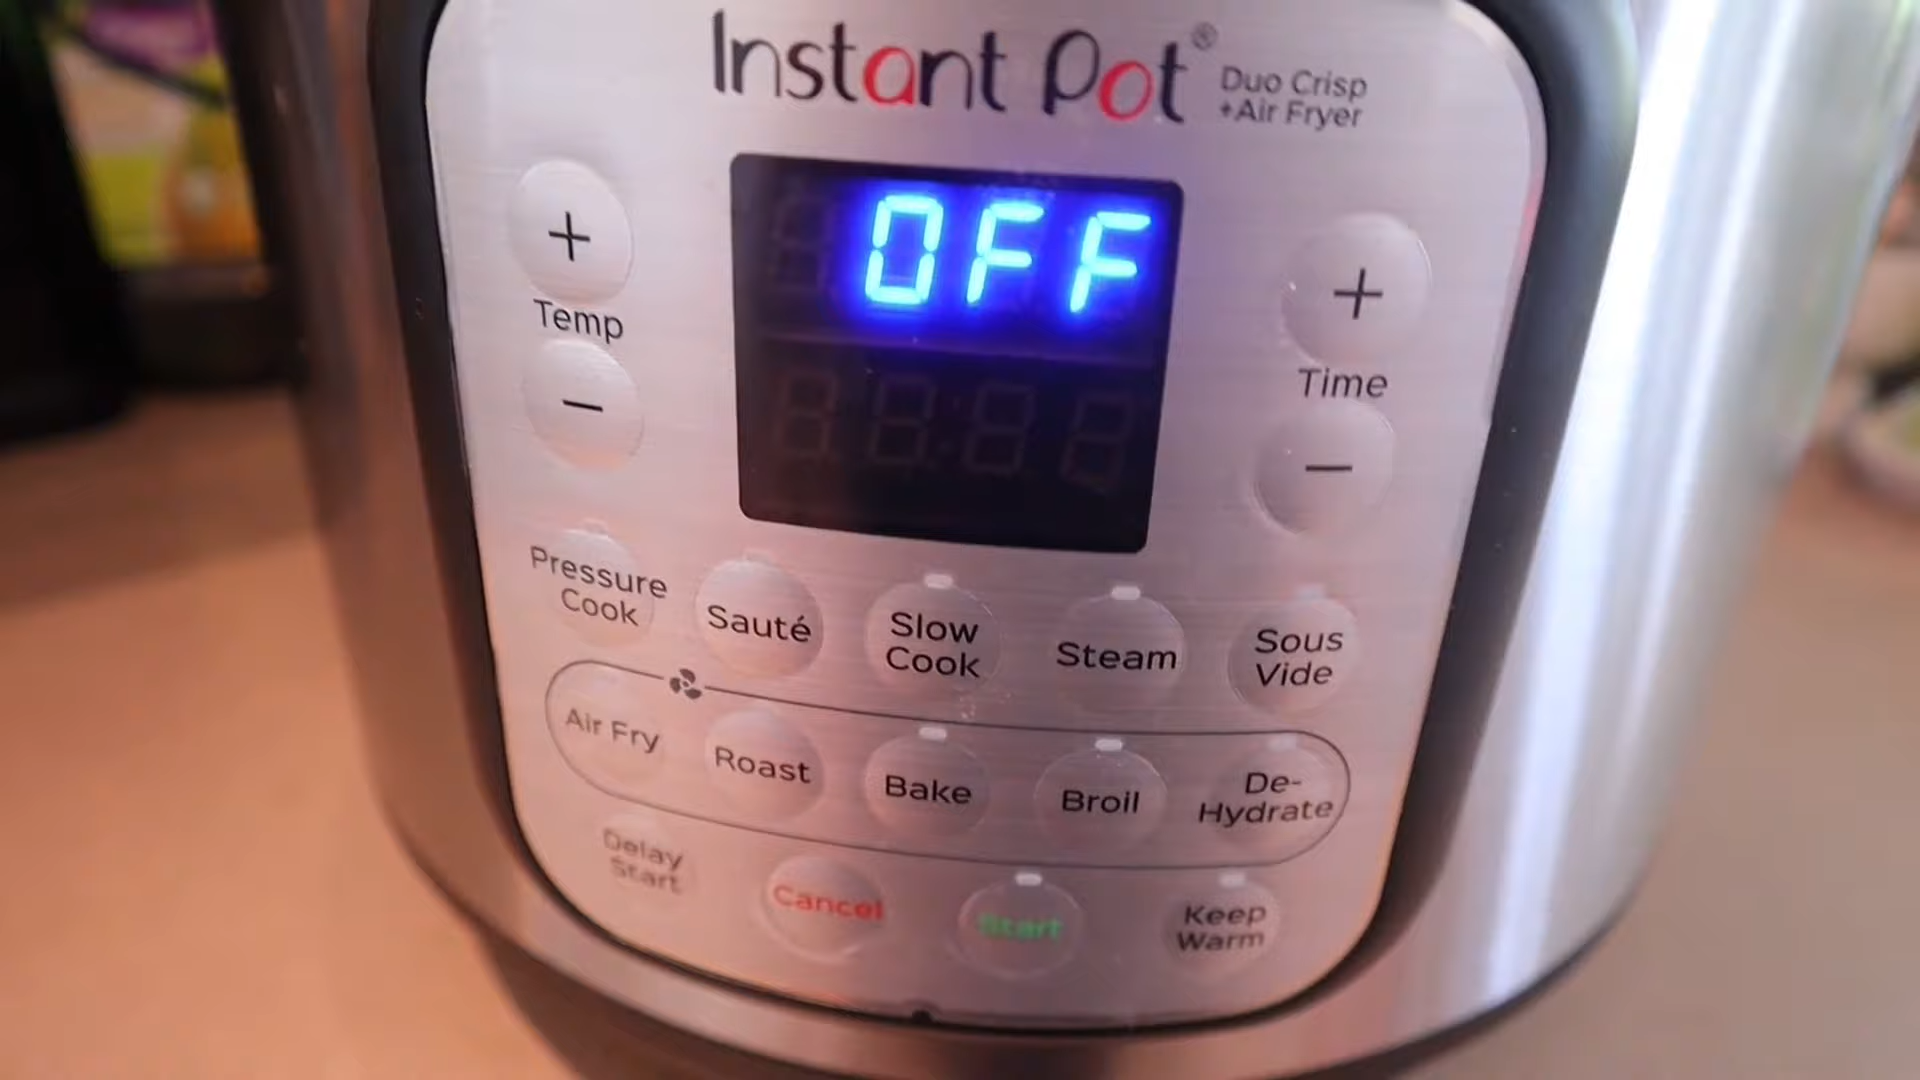 Instant Pot®
Duo Crisp
+Air Fryer
OFF
+
+
Temp
Time
−
−
Pressure
Cook
Sauté
Slow
Cook
Steam
Sous
Vide
Air Fry
Roast
Bake
Broil
De-
Hydrate
Delay
Start
Cancel
Start
Keep
Warm